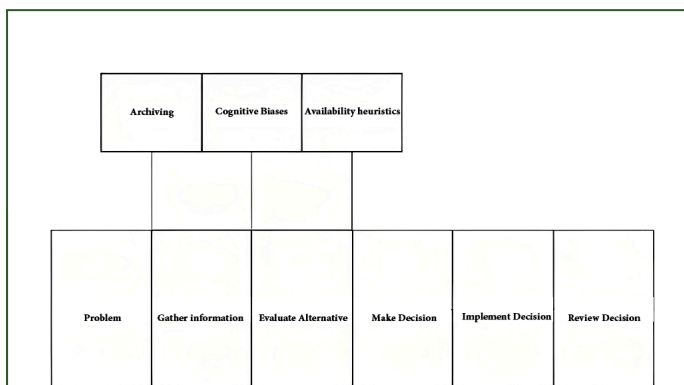 Archiving
Cognitive Biases
Availability heuristics
Problem
Gather information
Evaluate Alternative
Make Decision
Implement Decision
Review Decision